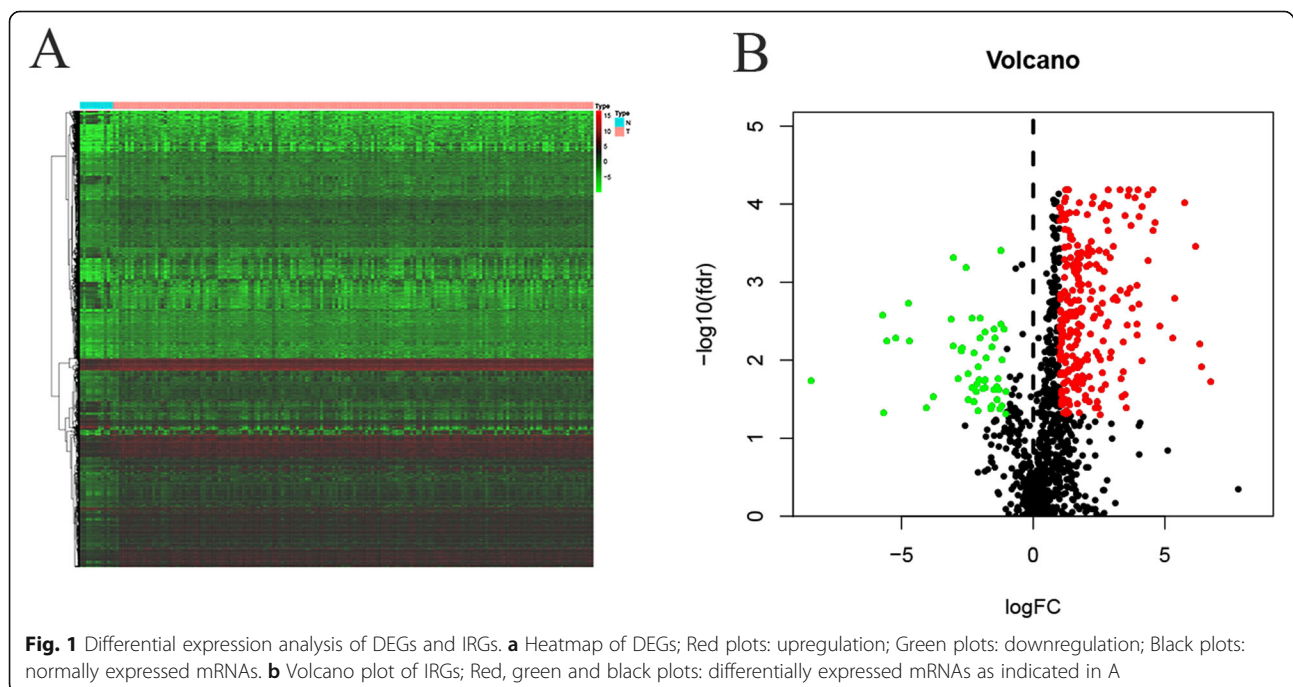 A
Type
15
10
5
0
−5
Type
N
T
B
Volcano
5
4
3
2
1
0
−log10(fdr)
−5
0
5
logFC
Fig. 1 Differential expression analysis of DEGs and IRGs. a Heatmap of DEGs; Red plots: upregulation; Green plots: downregulation; Black plots:
normally expressed mRNAs. b Volcano plot of IRGs; Red, green and black plots: differentially expressed mRNAs as indicated in A